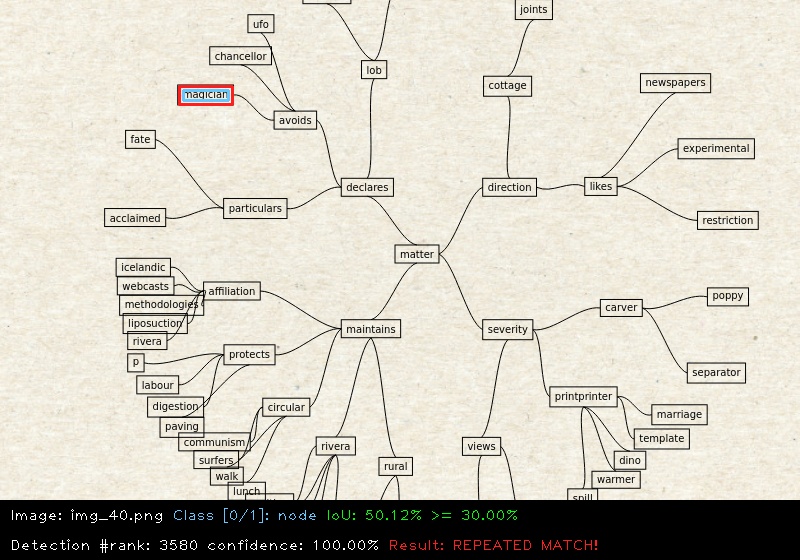 joints
ufo
chancellor
lob
cottage
newspapers
magician
avoids
fate
experimental
declares
direction
likes
particulars
acclaimed
restriction
matter
icelandic
webcasts
affiliation
methodologies
poppy
carver
liposuction
maintains
severity
rivera
protects
p
separator
labour
printprinter
digestion
circular
marriage
paving
template
communism
rivera
views
surfers
dino
rural
walk
warmer
lunch
spill
Image: img_40.png Class [0/1]: node IoU: 50.12% >= 30.00%
Detection #rank: 3580 confidence: 100.00% Result: REPEATED MATCH!